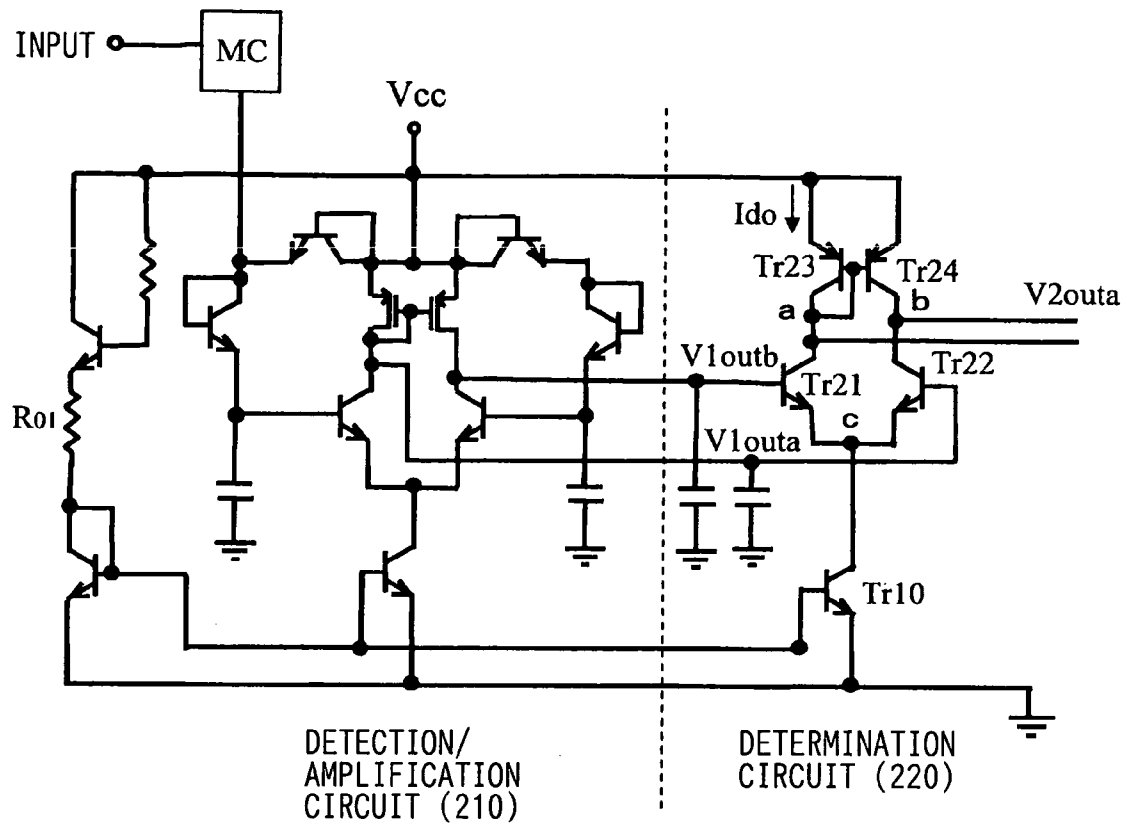 INPUT
MC
Vcc
Ido
Tr23
Tr24
a
b
V2outa
V1outb
Tr21
Tr22
R01
V1outa
c
Tr10
DETECTION/
AMPLIFICATION
CIRCUIT (210)
DETERMINATION
CIRCUIT (220)